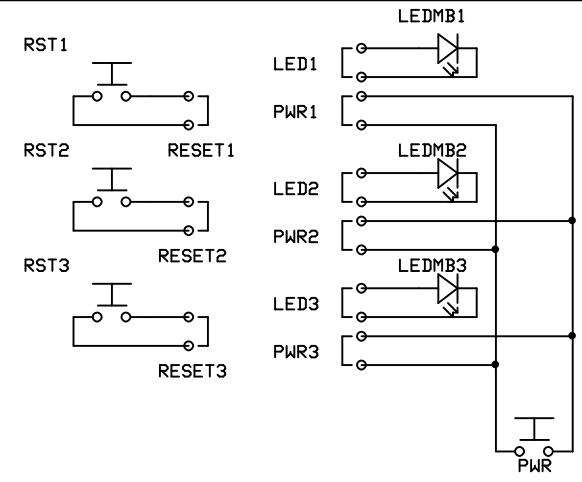 LEDMB1
RST1
LED1
PWR1
RST2
RESET1
LEDMB2
LED2
PWR2
RESET2
RST3
LEDMB3
LED3
PWR3
RESET3
PWR